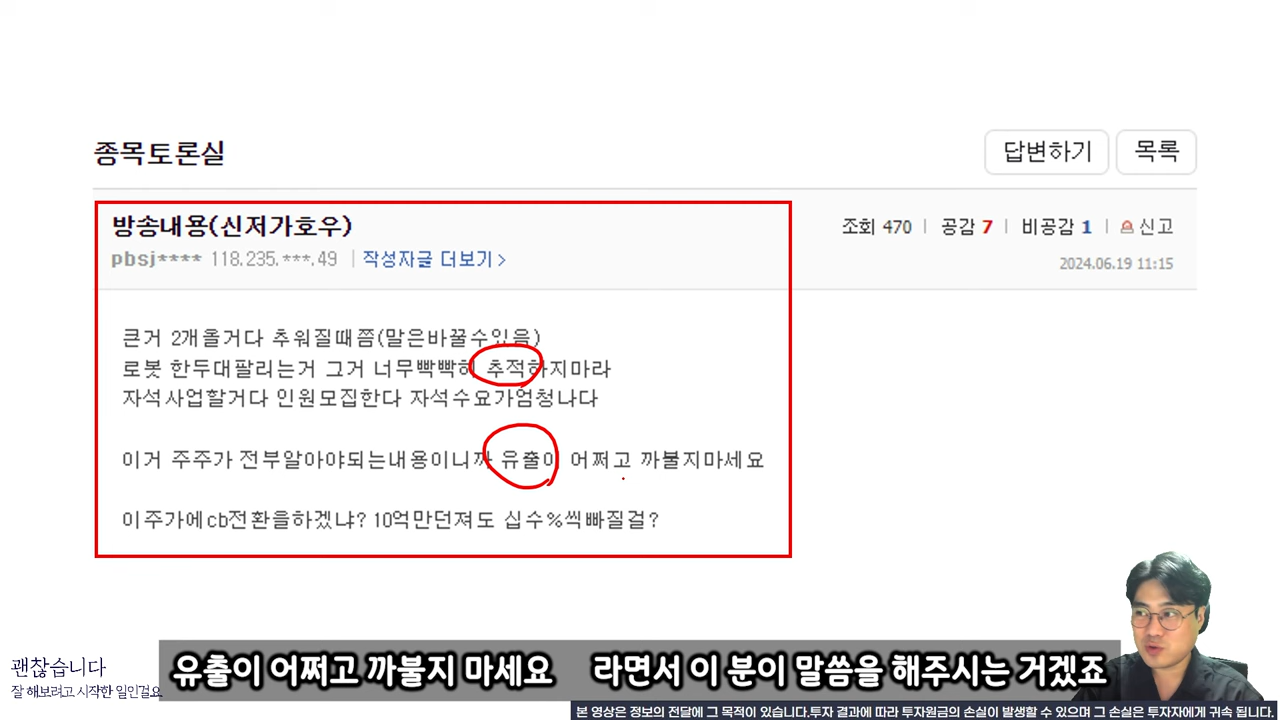 종목토론실
답변하기
목록
방송내용(신저가호우)
조회 470 | 공감 7 | 비공감 1 | 신고
pbsj**** 118.235.***.49 | 작성자글 더보기 >
2024.06.19 11:15
큰거 2개올거다 추워질때쯤(말은바꿀수있음)
로봇 한두대팔리는거 그거 너무빡빡히 추적하지마라
자석사업할거다 인원모집한다 자석수요가엄청나다
이거 주주가 전부알아야되는내용이니까 유출이 어쩌고 까불지마세요
이주가에cb전환을하겠냐? 10억만던져도 십수%씩빠질걸?
유출이 어쩌고 까불지 마세요 라면서 이 분이 말씀을 해주시는 거겠죠
괜찮습니다
잘 해보려고 시작한 일인걸요
본 영상은 정보의 전달에 그 목적이 있습니다.투자 결과에 따라 투자원금의 손실이 발생할 수 있으며 그 손실은 투자자에게 귀속 됩니다.